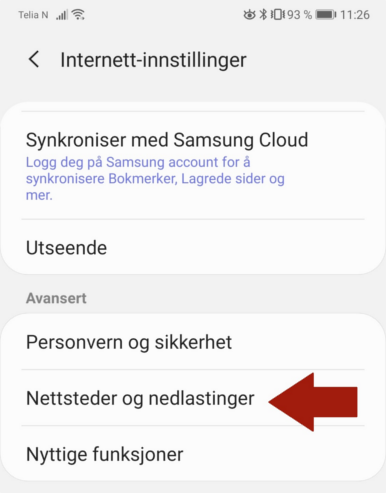 Telia N 93 % 11:26
Internett-innstillinger
Synkroniser med Samsung Cloud
Logg deg på Samsung account for å
synkronisere Bokmerker, Lagrede sider og
mer.
Utseende
Avansert
Personvern og sikkerhet
Nettsteder og nedlastinger
Nyttige funksjoner